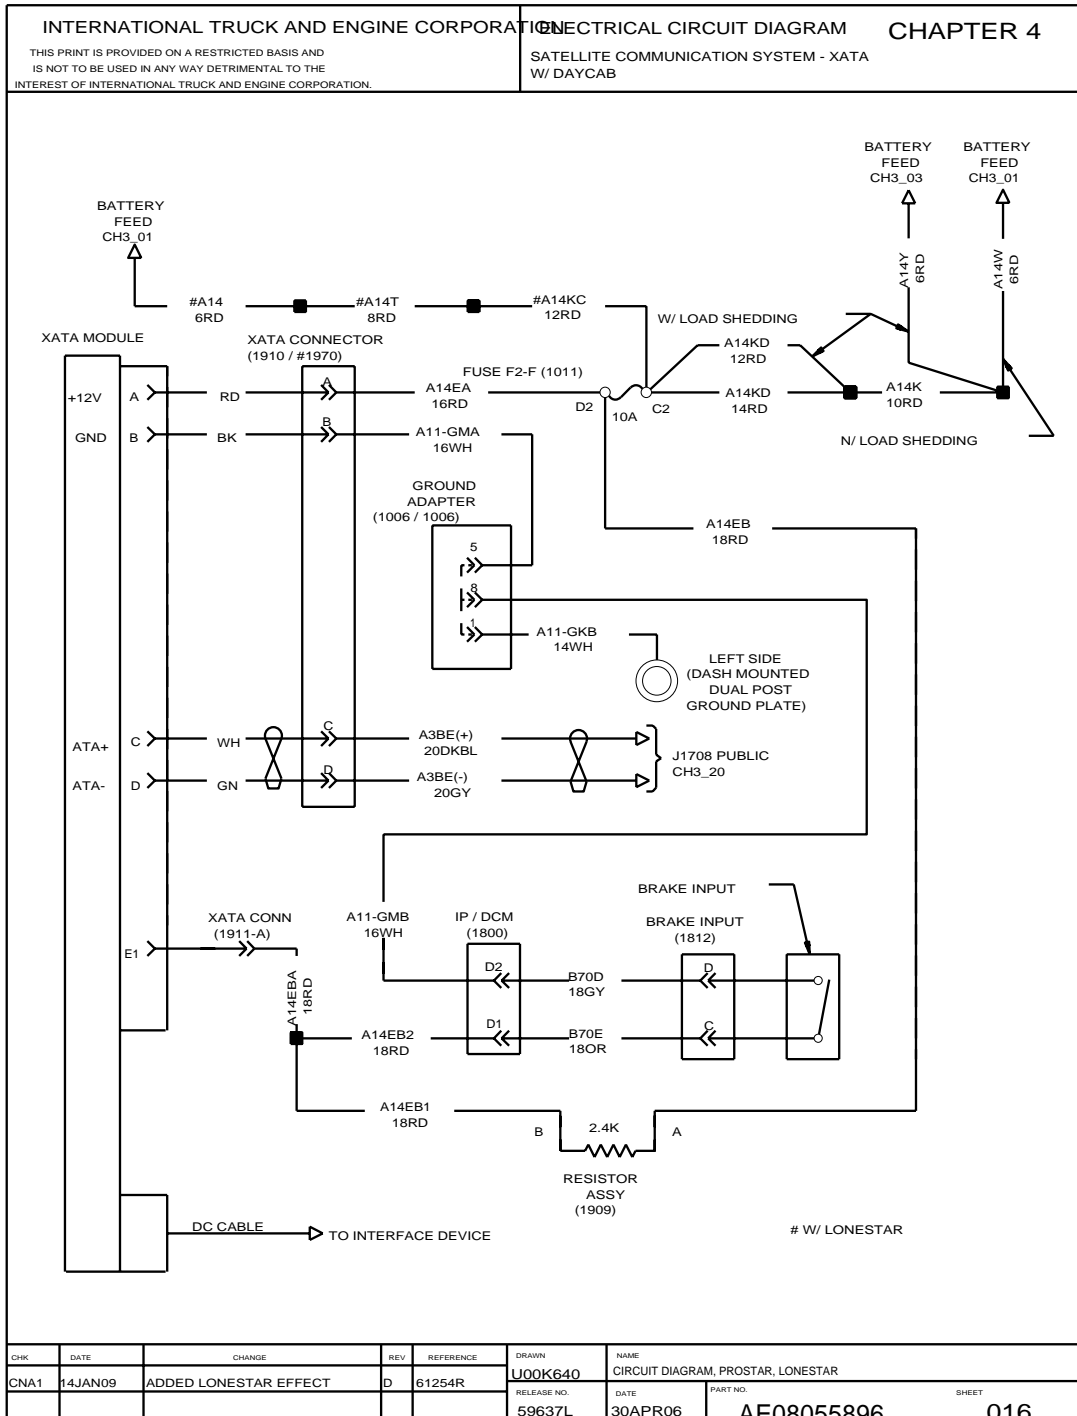 INTERNATIONAL TRUCK AND ENGINE CORPORATION
THIS PRINT IS PROVIDED ON A RESTRICTED BASIS AND
IS NOT TO BE USED IN ANY WAY DETRIMENTAL TO THE
INTEREST OF INTERNATIONAL TRUCK AND ENGINE CORPORATION.
ELECTRICAL CIRCUIT DIAGRAM
CHAPTER 4
SATELLITE COMMUNICATION SYSTEM - XATA
W/ DAYCAB
BATTERY
FEED
CH3_03
BATTERY
FEED
CH3_01
BATTERY
FEED
CH3_01
A14Y
6RD
A14W
6RD
#A14
6RD
#A14T
8RD
#A14KC
12RD
W/ LOAD SHEDDING
XATA MODULE
XATA CONNECTOR
(1910 / #1970)
A14KD
12RD
FUSE F2-F (1011)
+12V
A
RD
A
A14EA
16RD
D2
10A
C2
A14KD
14RD
A14K
10RD
GND
B
BK
B
A11-GMA
16WH
N/ LOAD SHEDDING
GROUND
ADAPTER
(1006 / 1006)
A14EB
18RD
5
8
1
A11-GKB
14WH
LEFT SIDE
(DASH MOUNTED
DUAL POST
GROUND PLATE)
ATA+
C
WH
C
A3BE(+)
20DKBL
J1708 PUBLIC
CH3_20
ATA-
D
GN
D
A3BE(-)
20GY
BRAKE INPUT
XATA CONN
(1911-A)
A11-GMB
16WH
IP / DCM
(1800)
BRAKE INPUT
(1812)
E1
D2
B70D
18GY
D
A14EBA
18RD
D1
B70E
18OR
C
A14EB2
18RD
A14EB1
18RD
B
2.4K
A
RESISTOR
ASSY
(1909)
DC CABLE
TO INTERFACE DEVICE
# W/ LONESTAR
CHK
DATE
CHANGE
REV
REFERENCE
DRAWN
NAME
CNA1
14JAN09
ADDED LONESTAR EFFECT
D
61254R
U00K640
CIRCUIT DIAGRAM, PROSTAR, LONESTAR
RELEASE NO.
DATE
PART NO.
SHEET
59637L
30APR06
AE08055896
016